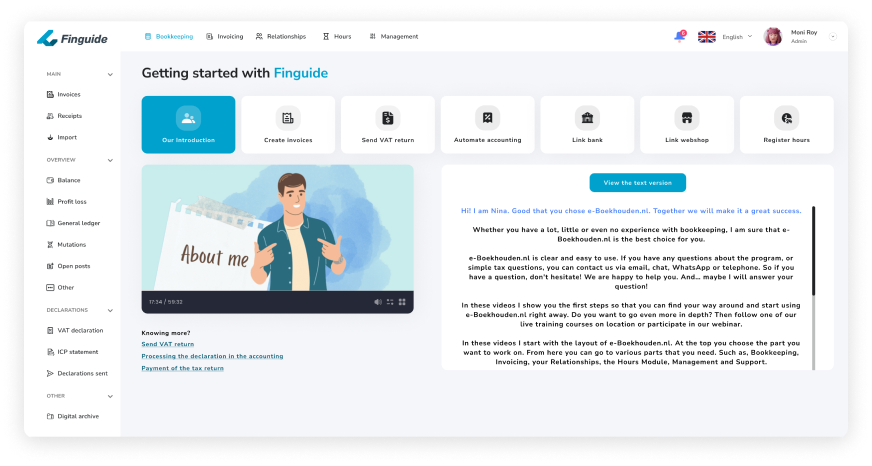 Finguide
Bookkeeping
Invoicing
Relationships
Hours
Management
6
English
Moni Roy
Admin
MAIN
Invoices
Receipts
Import
OVERVIEW
Balance
Profit loss
General ledger
Mutations
Open posts
Other
DECLARATIONS
VAT declaration
ICP statement
Declarations sent
OTHER
Digital archive
Getting started with Finguide
Our Introduction
Create invoices
Send VAT return
Automate accounting
Link bank
Link webshop
Register hours
About me
17:34 / 59:32
Knowing more?
Send VAT return
Processing the declaration in the accounting
Payment of the tax return
View the text version
Hi! I am Nina. Good that you chose e-Boekhouden.nl. Together we will make it a great success.
Whether you have a lot, little or even no experience with bookkeeping, I am sure that e-
Boekhouden.nl is the best choice for you.
e-Boekhouden.nl is clear and easy to use. If you have any questions about the program, or
simple tax questions, you can contact us via email, chat, WhatsApp or telephone. So if you
have a question, don't hesitate! We are happy to help you. And... maybe I will answer your
question!
In these videos I show you the first steps so that you can find your way around and start using
e-Boekhouden.nl right away. Do you want to go even more in depth? Then follow one of our
live training courses on location or participate in our webinar.
In these videos I start with the layout of e-Boekhouden.nl. At the top you choose the part you
want to work on. From here you can go to various parts that you need. Such as, Bookkeeping,
Invoicing, your Relationships, the Hours Module, Management and Support.